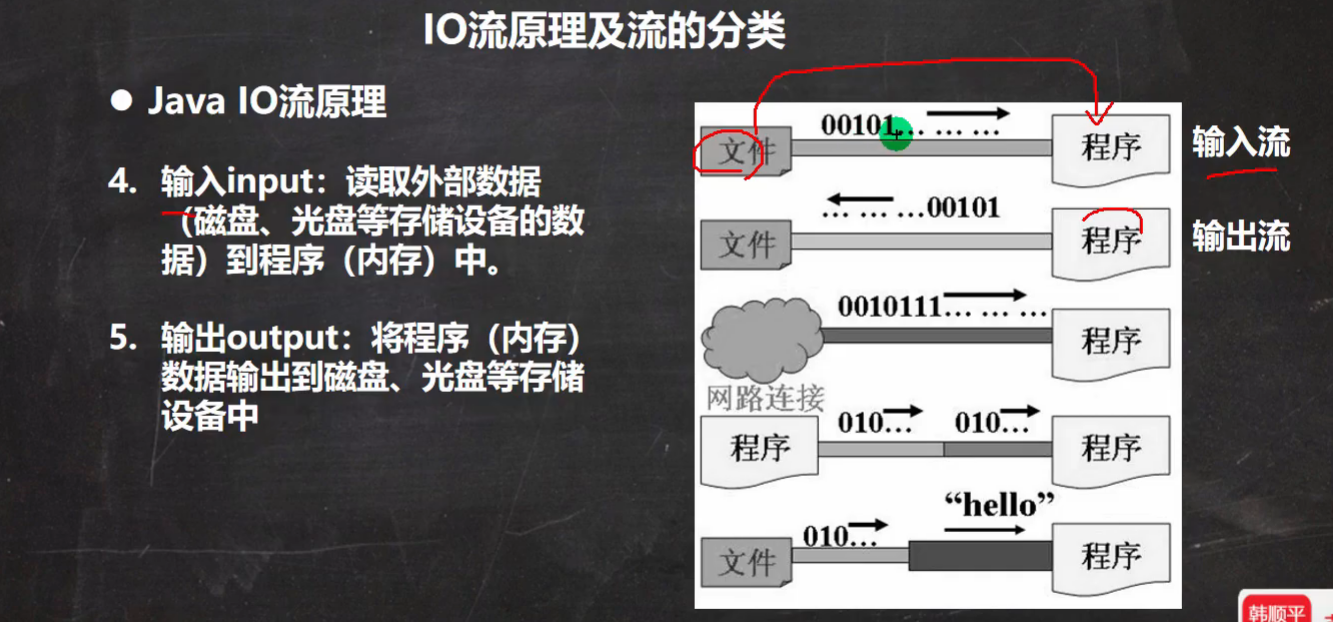 IO流原理及流的分类
● Java IO流原理
4. 输入input：读取外部数据
（磁盘、光盘等存储设备的数
据）到程序（内存）中。
5. 输出output：将程序（内存）
数据输出到磁盘、光盘等存储
设备中
00101… … …
文件
程序
输入流
… … …00101
文件
程序
输出流
0010111… … …
程序
网路连接
010…
010…
程序
程序
“hello”
010…
文件
程序
韩顺平